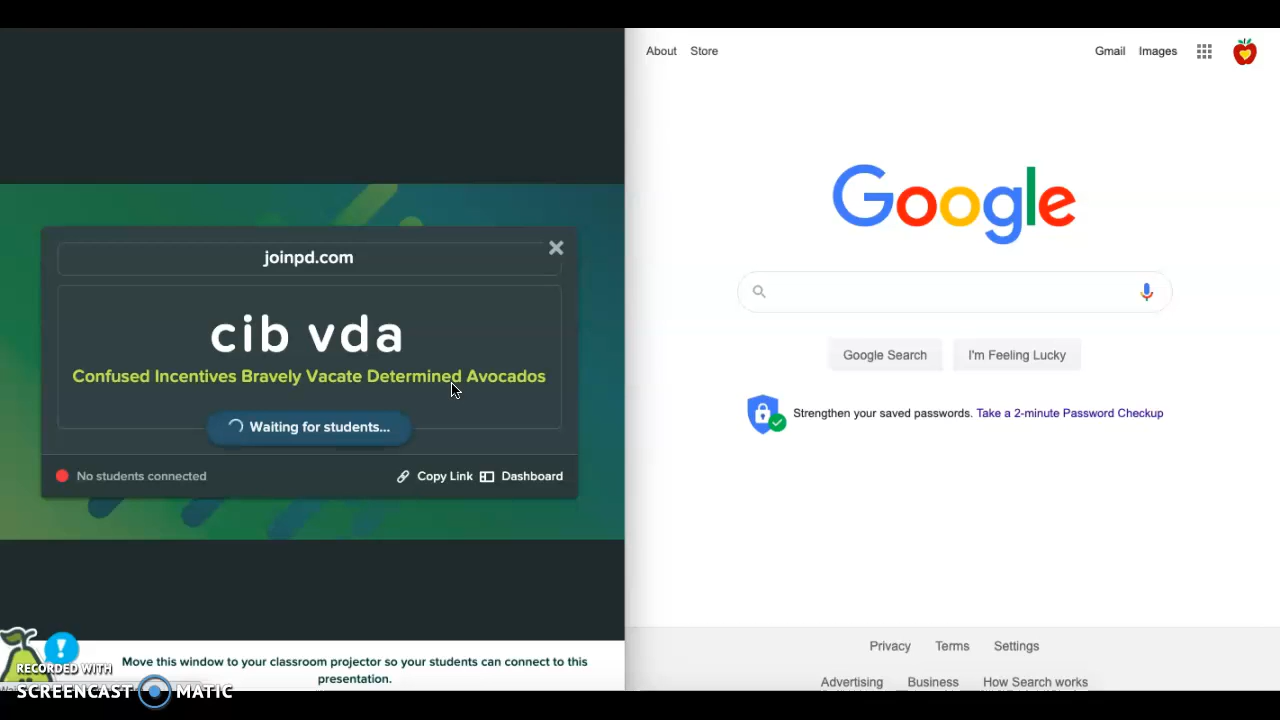 joinpd.com
cib vda
Confused Incentives Bravely Vacate Determined Avocados
Waiting for students...
No students connected
Copy Link
Dashboard
Move this window to your classroom projector so your students can connect to this
presentation.
RECORDED WITH
SCREENCAST MATIC
About Store
Gmail Images
Google
Google Search
I'm Feeling Lucky
Strengthen your saved passwords. Take a 2-minute Password Checkup
Privacy Terms Settings
Advertising Business How Search works